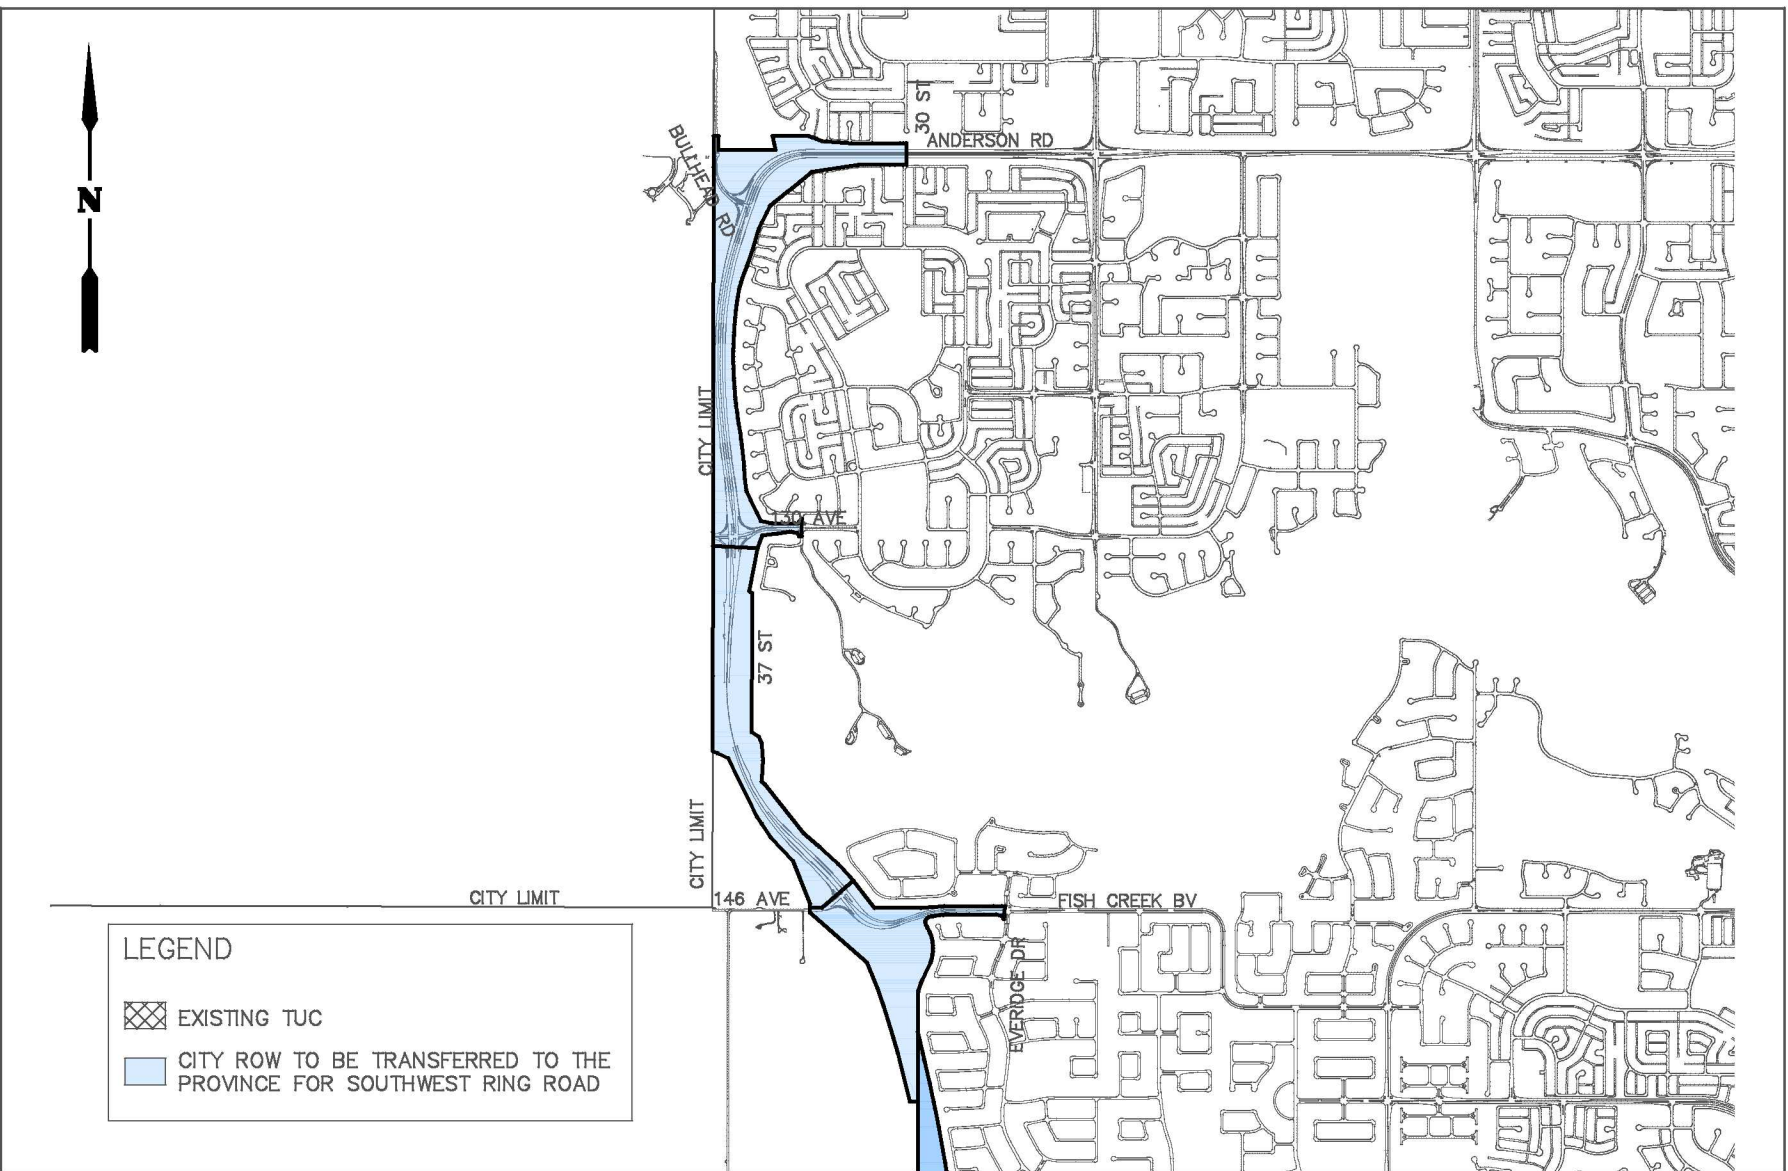 30 ST
ANDERSON RD
BULLHEAD RD
N
CITY LIMIT
130 AVE
37 ST
CITY LIMIT
CITY LIMIT
146 AVE
FISH CREEK BV
EVERIDGE DR
LEGEND
EXISTING TUC
CITY ROW TO BE TRANSFERRED TO THE
PROVINCE FOR SOUTHWEST RING ROAD